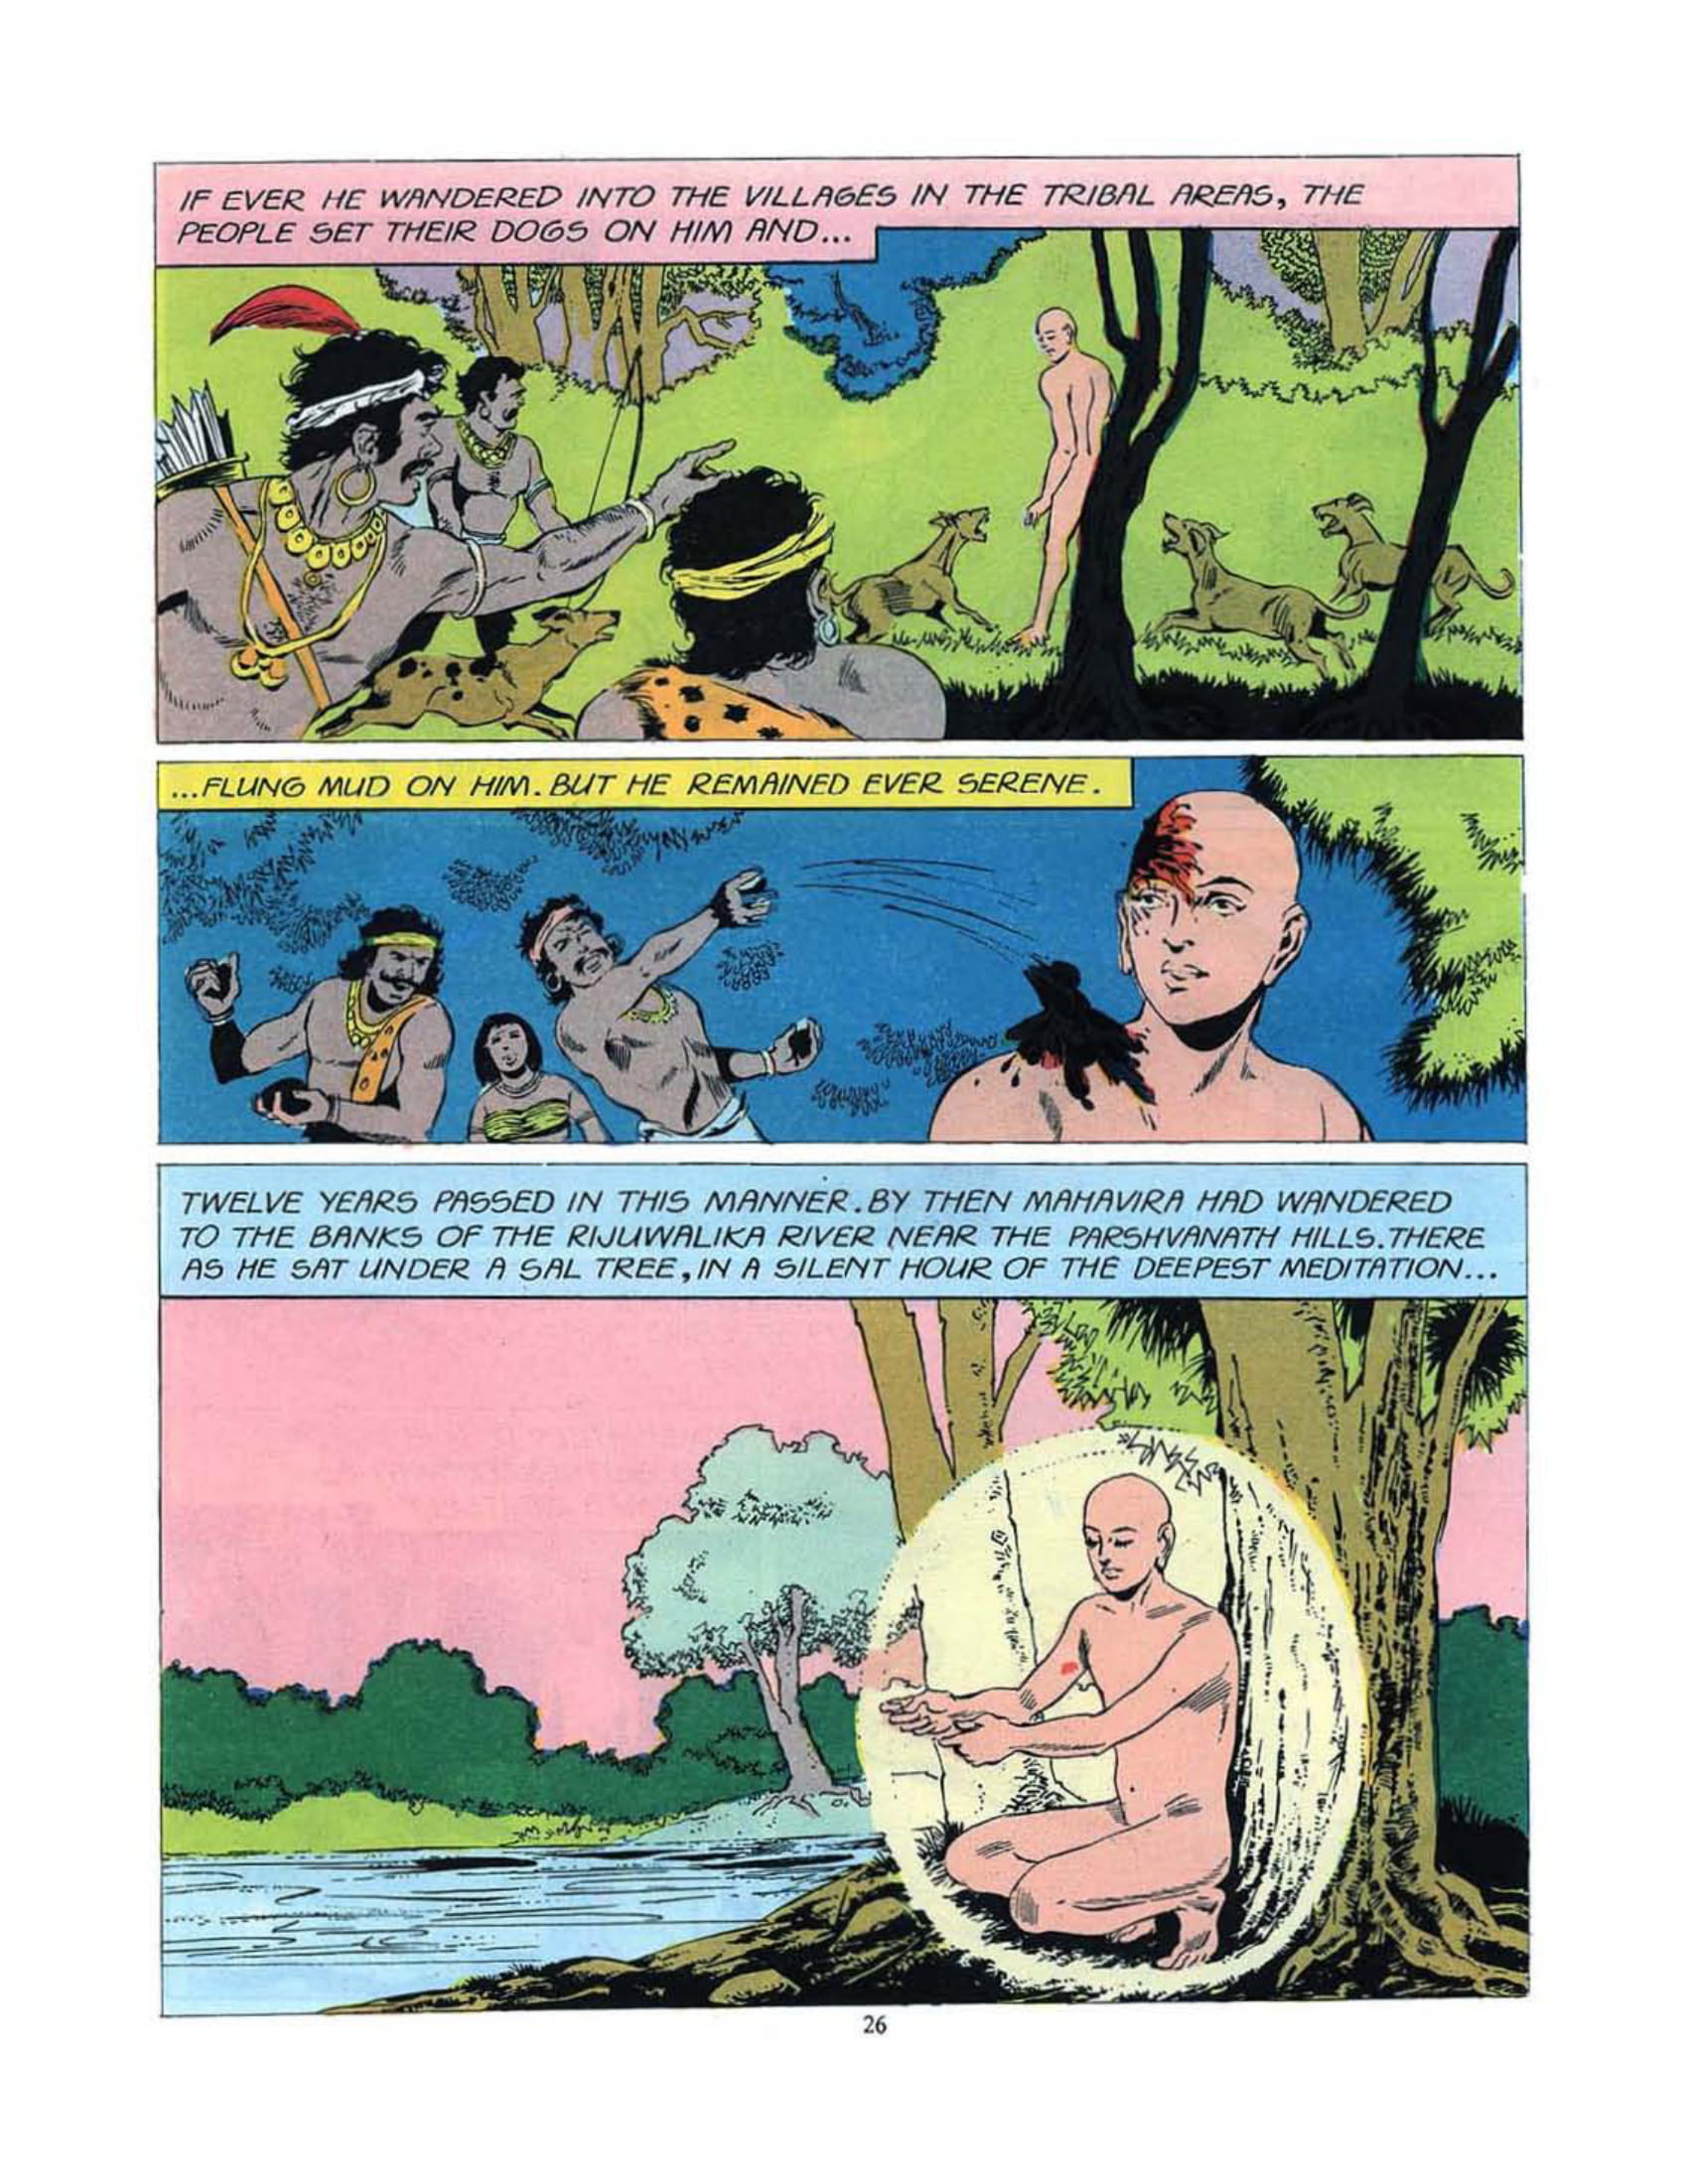 IF EVER HE WANDERED INTO THE VILLAGES IN THE TRIBAL AREAS, THE
PEOPLE SET THEIR DOGS ON HIM AND...
...FLUNG MUD ON HIM. BUT HE REMAINED EVER SERENE.
TWELVE YEARS PASSED IN THIS MANNER. BY THEN MAHAVIRA HAD WANDERED
TO THE BANKS OF THE RIJUWALIKA RIVER NEAR THE PARSHVANATH HILLS. THERE
AS HE SAT UNDER A SAL TREE, IN A SILENT HOUR OF THE DEEPEST MEDITATION...
26